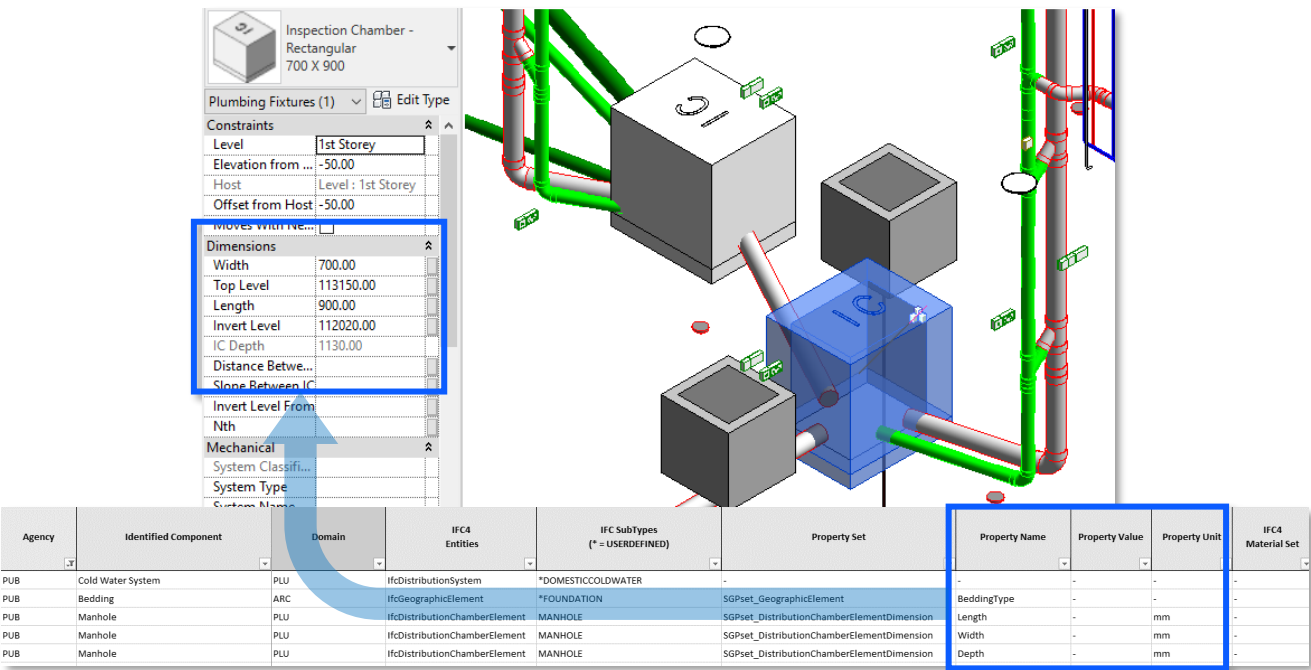 Inspection Chamber -
Rectangular
700 X 900
Plumbing Fixtures (1) Edit Type
Constraints
Level 1st Storey
Elevation from ... -50.00
Host Level : 1st Storey
Offset from Host -50.00
Moves With Ne...
Dimensions
Width 700.00
Top Level 113150.00
Length 900.00
Invert Level 112020.00
IC Depth 1130.00
Distance Betwe...
Slope Between IC
Invert Level From
Nth
Mechanical
System Classifi...
System Type
System Name
IC
IC
IC
Agency Identified Component Domain IFC4 Entities IFC SubTypes (* = USERDEFINED) Property Set Property Name Property Value Property Unit IFC4 Material Set
PUB Cold Water System PLU IfcDistributionSystem *DOMESTICCOLDWATER - - - - -
PUB Bedding ARC IfcGeographicElement *FOUNDATION SGPset_GeographicElement BeddingType - - -
PUB Manhole PLU IfcDistributionChamberElement MANHOLE SGPset_DistributionChamberElementDimension Length - mm -
PUB Manhole PLU IfcDistributionChamberElement MANHOLE SGPset_DistributionChamberElementDimension Width - mm -
PUB Manhole PLU IfcDistributionChamberElement MANHOLE SGPset_DistributionChamberElementDimension Depth - mm -